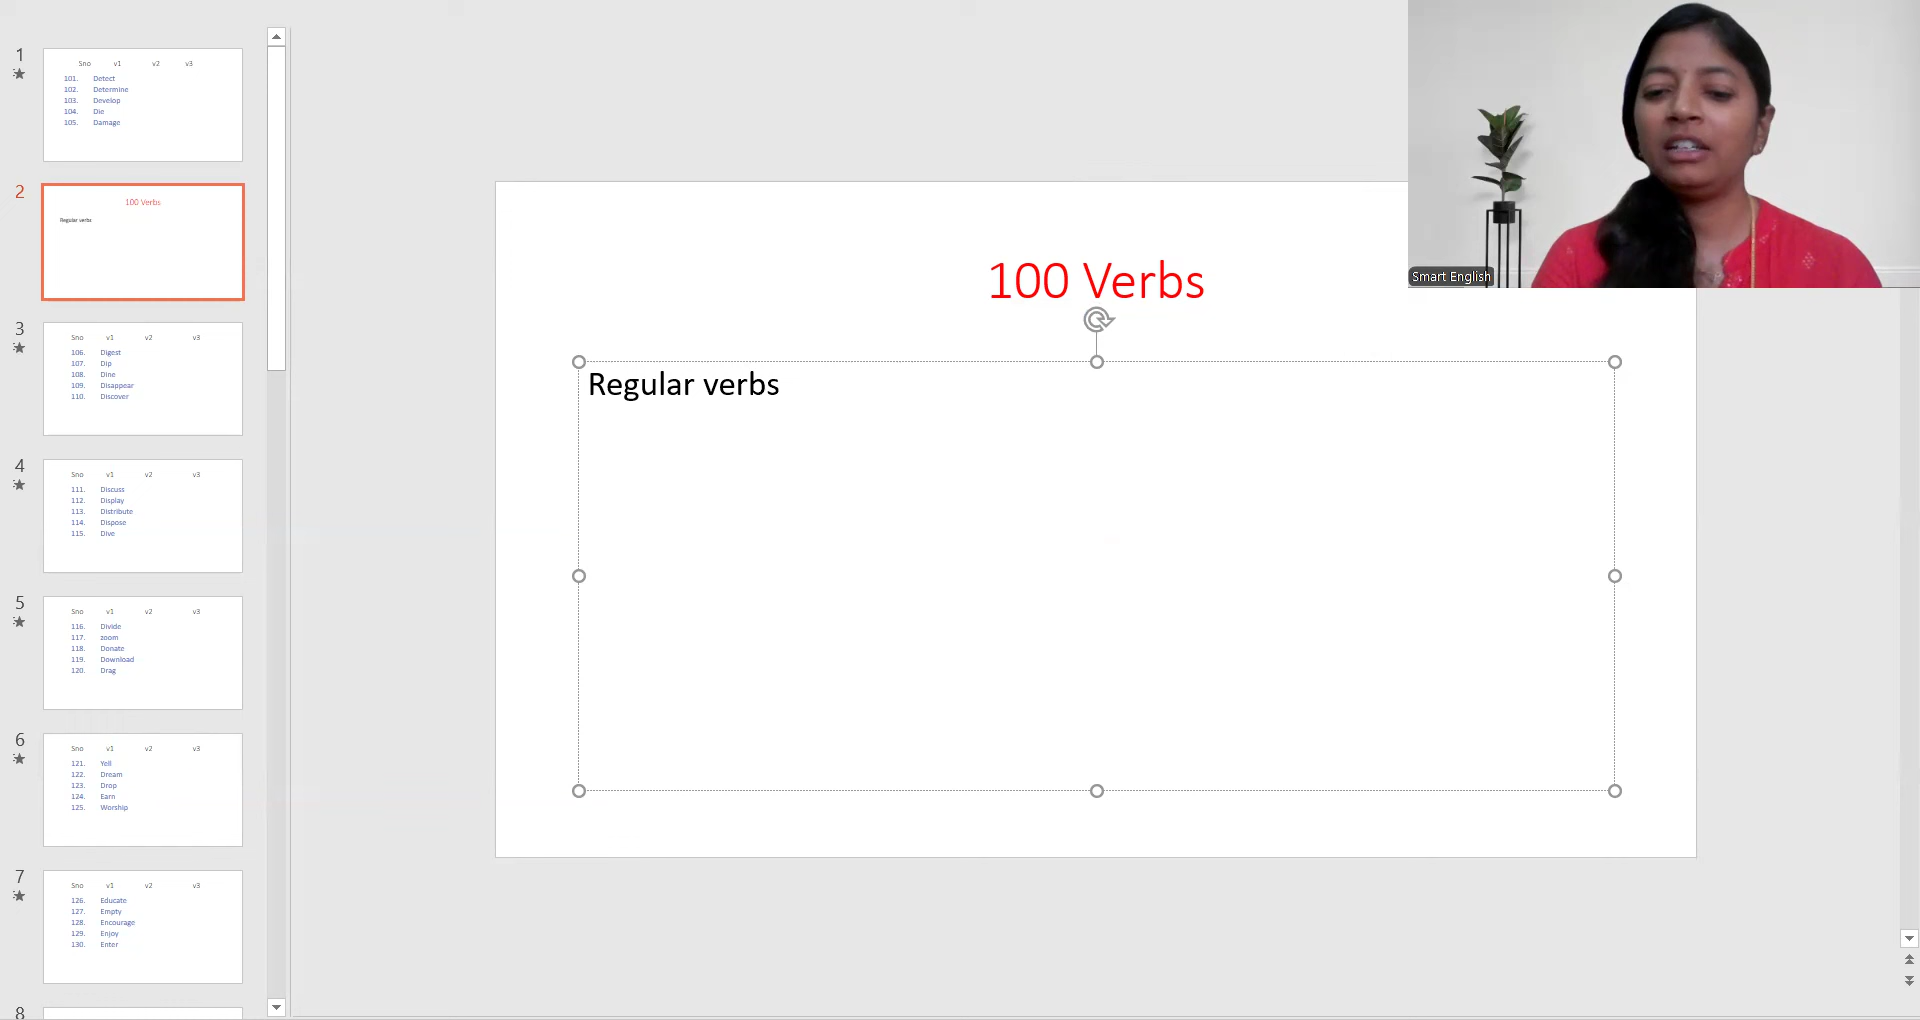 1
Sno v1 v2 v3
101. Detect
102. Determine
103. Develop
104. Die
105. Damage
2
100 Verbs
Regular verbs
3
Sno v1 v2 v3
106. Digest
107. Dip
108. Dine
109. Disappear
110. Discover
4
Sno v1 v2 v3
111. Discuss
112. Display
113. Distribute
114. Dispose
115. Dive
5
Sno v1 v2 v3
116. Divide
117. zoom
118. Donate
119. Download
120. Drag
6
Sno v1 v2 v3
121. Yell
122. Dream
123. Drop
124. Earn
125. Worship
7
Sno v1 v2 v3
126. Educate
127. Empty
128. Encourage
129. Enjoy
130. Enter
8
100 Verbs
Regular verbs
Smart English